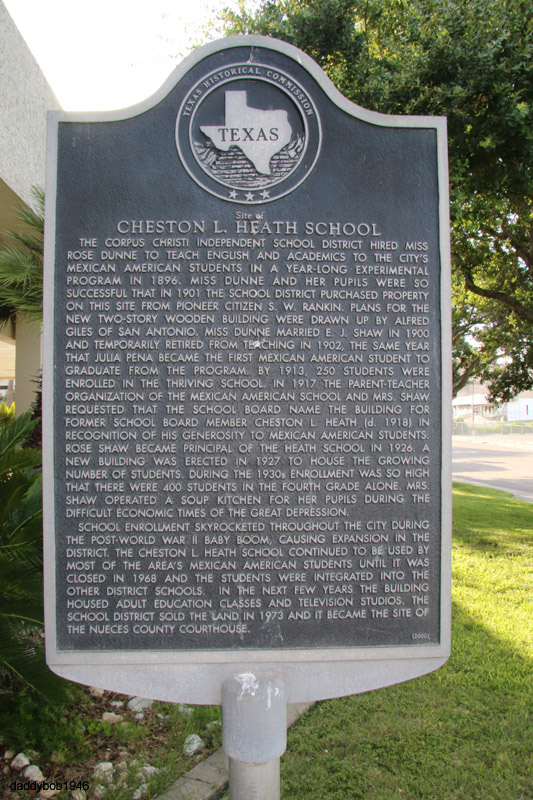 TEXAS HISTORICAL COMMISSION
TEXAS
Site of
CHESTON L. HEATH SCHOOL
THE CORPUS CHRISTI INDEPENDENT SCHOOL DISTRICT HIRED MISS
ROSE DUNNE TO TEACH ENGLISH AND ACADEMICS TO THE CITY'S
MEXICAN AMERICAN STUDENTS IN A YEAR-LONG EXPERIMENTAL
PROGRAM IN 1896. MISS DUNNE AND HER PUPILS WERE SO
SUCCESSFUL THAT IN 1901 THE SCHOOL DISTRICT PURCHASED PROPERTY
ON THIS SITE FROM PIONEER CITIZEN S. W. RANKIN. PLANS FOR THE
NEW TWO-STORY WOODEN BUILDING WERE DRAWN UP BY ALFRED
GILES OF SAN ANTONIO. MISS DUNNE MARRIED E. J. SHAW IN 1900
AND TEMPORARILY RETIRED FROM TEACHING IN 1902, THE SAME YEAR
THAT JULIA PENA BECAME THE FIRST MEXICAN AMERICAN STUDENT TO
GRADUATE FROM THE PROGRAM. BY 1913, 250 STUDENTS WERE
ENROLLED IN THE THRIVING SCHOOL. IN 1917 THE PARENT-TEACHER
ORGANIZATION OF THE MEXICAN AMERICAN SCHOOL AND MRS. SHAW
REQUESTED THAT THE SCHOOL BOARD NAME THE BUILDING FOR
FORMER SCHOOL BOARD MEMBER CHESTON L. HEATH (d. 1918) IN
RECOGNITION OF HIS GENEROSITY TO MEXICAN AMERICAN STUDENTS.
ROSE SHAW BECAME PRINCIPAL OF THE HEATH SCHOOL IN 1926. A
NEW BUILDING WAS ERECTED IN 1927 TO HOUSE THE GROWING
NUMBER OF STUDENTS. DURING THE 1930s ENROLLMENT WAS SO HIGH
THAT THERE WERE 400 STUDENTS IN THE FOURTH GRADE ALONE. MRS.
SHAW OPERATED A SOUP KITCHEN FOR HER PUPILS DURING THE
DIFFICULT ECONOMIC TIMES OF THE GREAT DEPRESSION.
SCHOOL ENROLLMENT SKYROCKETED THROUGHOUT THE CITY DURING
THE POST-WORLD WAR II BABY BOOM, CAUSING EXPANSION IN THE
DISTRICT. THE CHESTON L. HEATH SCHOOL CONTINUED TO BE USED BY
MOST OF THE AREA'S MEXICAN AMERICAN STUDENTS UNTIL IT WAS
CLOSED IN 1968 AND THE STUDENTS WERE INTEGRATED INTO THE
OTHER DISTRICT SCHOOLS. IN THE NEXT FEW YEARS THE BUILDING
HOUSED ADULT EDUCATION CLASSES AND TELEVISION STUDIOS. THE
SCHOOL DISTRICT SOLD THE LAND IN 1973 AND IT BECAME THE SITE OF
THE NUECES COUNTY COURTHOUSE.
(2000)
daddybob1946